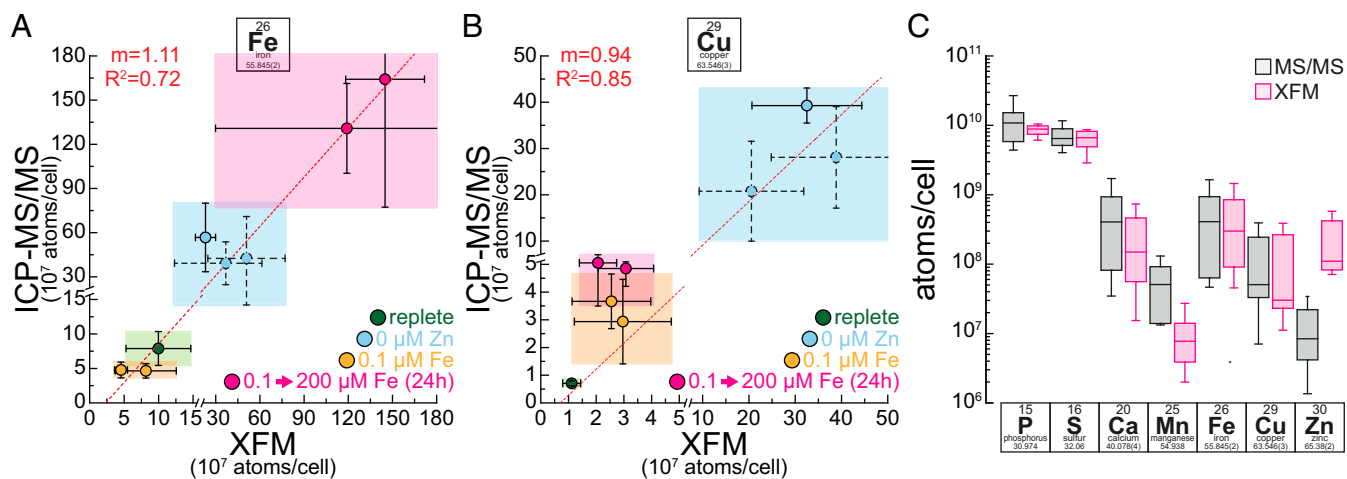 A
26
Fe
iron
55.845(2)
m=1.11
R²=0.72
ICP-MS/MS
(10⁷ atoms/cell)
180
150
120
90
60
30
15
10
5
0
0 5 10 15 30 60 90 120 150 180
XFM
(10⁷ atoms/cell)
replete
0 µM Zn
0.1 µM Fe
0.1 → 200 µM Fe (24h)
B
29
Cu
copper
63.546(3)
m=0.94
R²=0.85
ICP-MS/MS
(10⁷ atoms/cell)
50
40
30
20
10
5
4
3
2
1
0
0 1 2 3 4 5 10 20 30 40 50
XFM
(10⁷ atoms/cell)
replete
0 µM Zn
0.1 µM Fe
0.1 → 200 µM Fe (24h)
C
MS/MS
XFM
atoms/cell
10¹¹
10¹⁰
10⁹
10⁸
10⁷
10⁶
15 16 20 25 26 29 30
P S Ca Mn Fe Cu Zn
phosphorus sulfur calcium manganese iron copper zinc
30.974 32.06 40.078(4) 54.938 55.845(2) 63.546(3) 65.38(2)